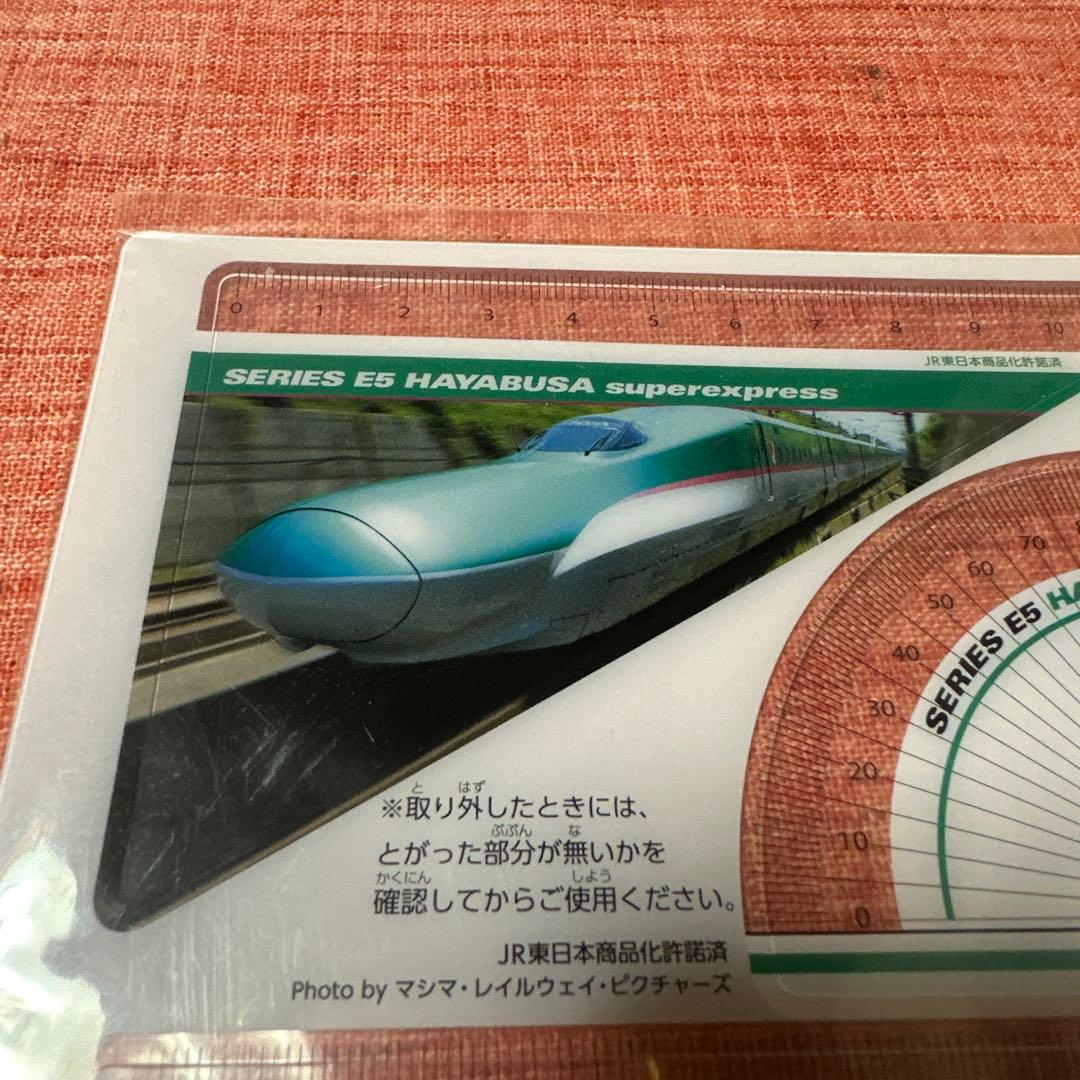 0 1 2 3 4 5 6 7 8 9 10
JR東日本商品化許諾済
SERIES E5 HAYABUSA superexpress
70
60
50
40
30
20
10
0
SERIES E5
※取り外したときには、
とがった部分が無いかを
確認してからご使用ください。
JR東日本商品化許諾済
Photo by マシマ・レイルウェイ・ピクチャーズ